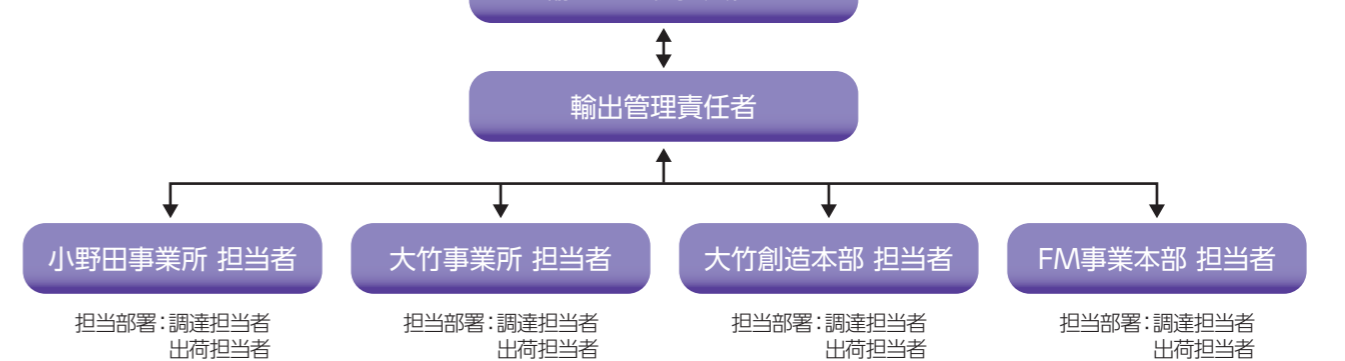 輸出管理責任者
小野田事業所 担当者
大竹事業所 担当者
大竹創造本部 担当者
FM事業本部 担当者
担当部署：調達担当者
出荷担当者
担当部署：調達担当者
出荷担当者
担当部署：調達担当者
出荷担当者
担当部署：調達担当者
出荷担当者